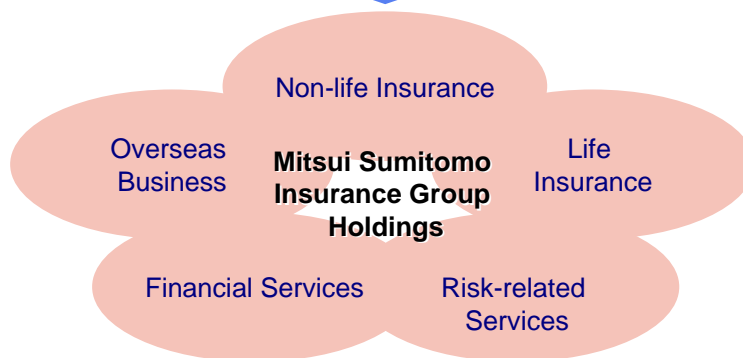 Non-life Insurance
Overseas
Business
Mitsui Sumitomo
Insurance Group
Holdings
Life
Insurance
Financial Services
Risk-related
Services